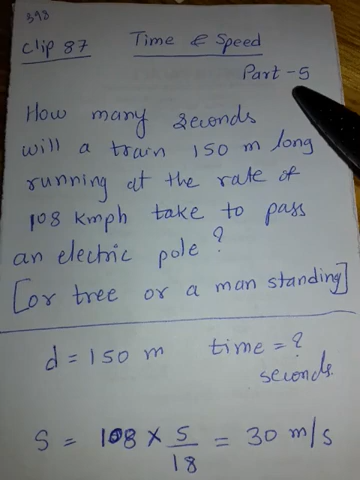 393
Clip 87 Time & Speed
Part-5
How many seconds
will a train 150 m long
running at the rate of
108 kmph take to pass
an electric pole?
[or tree or a man standing]
d = 150 m time = ?
seconds.
S = 108 × 5/18 = 30 m/s